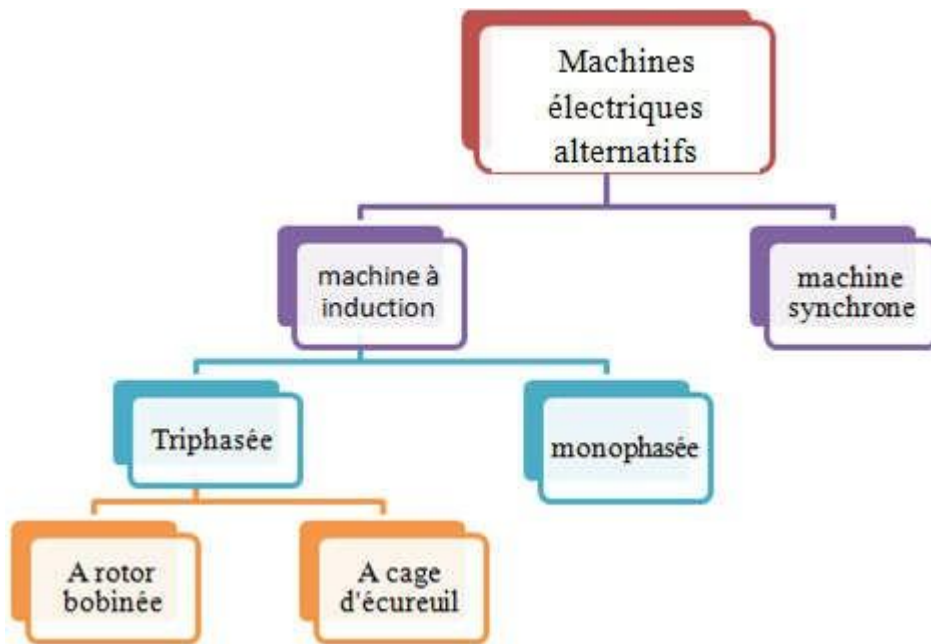 Machines
électriques
alternatifs
machine à
induction
machine
synchrone
Triphasée
monophasée
A rotor
bobinée
A cage
d'écureuil